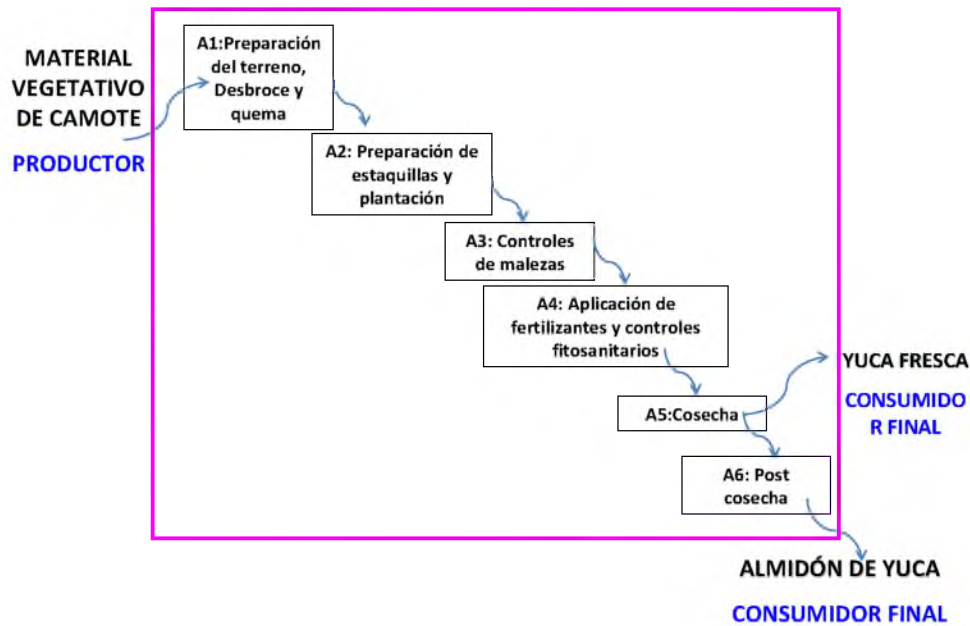 MATERIAL
VEGETATIVO
DE CAMOTE
PRODUCTOR
A1:Preparación
del terreno,
Desbroce y
quema
A2: Preparación de
estaquillas y
plantación
A3: Controles
de malezas
A4: Aplicación de
fertilizantes y controles
fitosanitarios
A5:Cosecha
YUCA FRESCA
CONSUMIDO
R FINAL
A6: Post
cosecha
ALMIDÓN DE YUCA
CONSUMIDOR FINAL